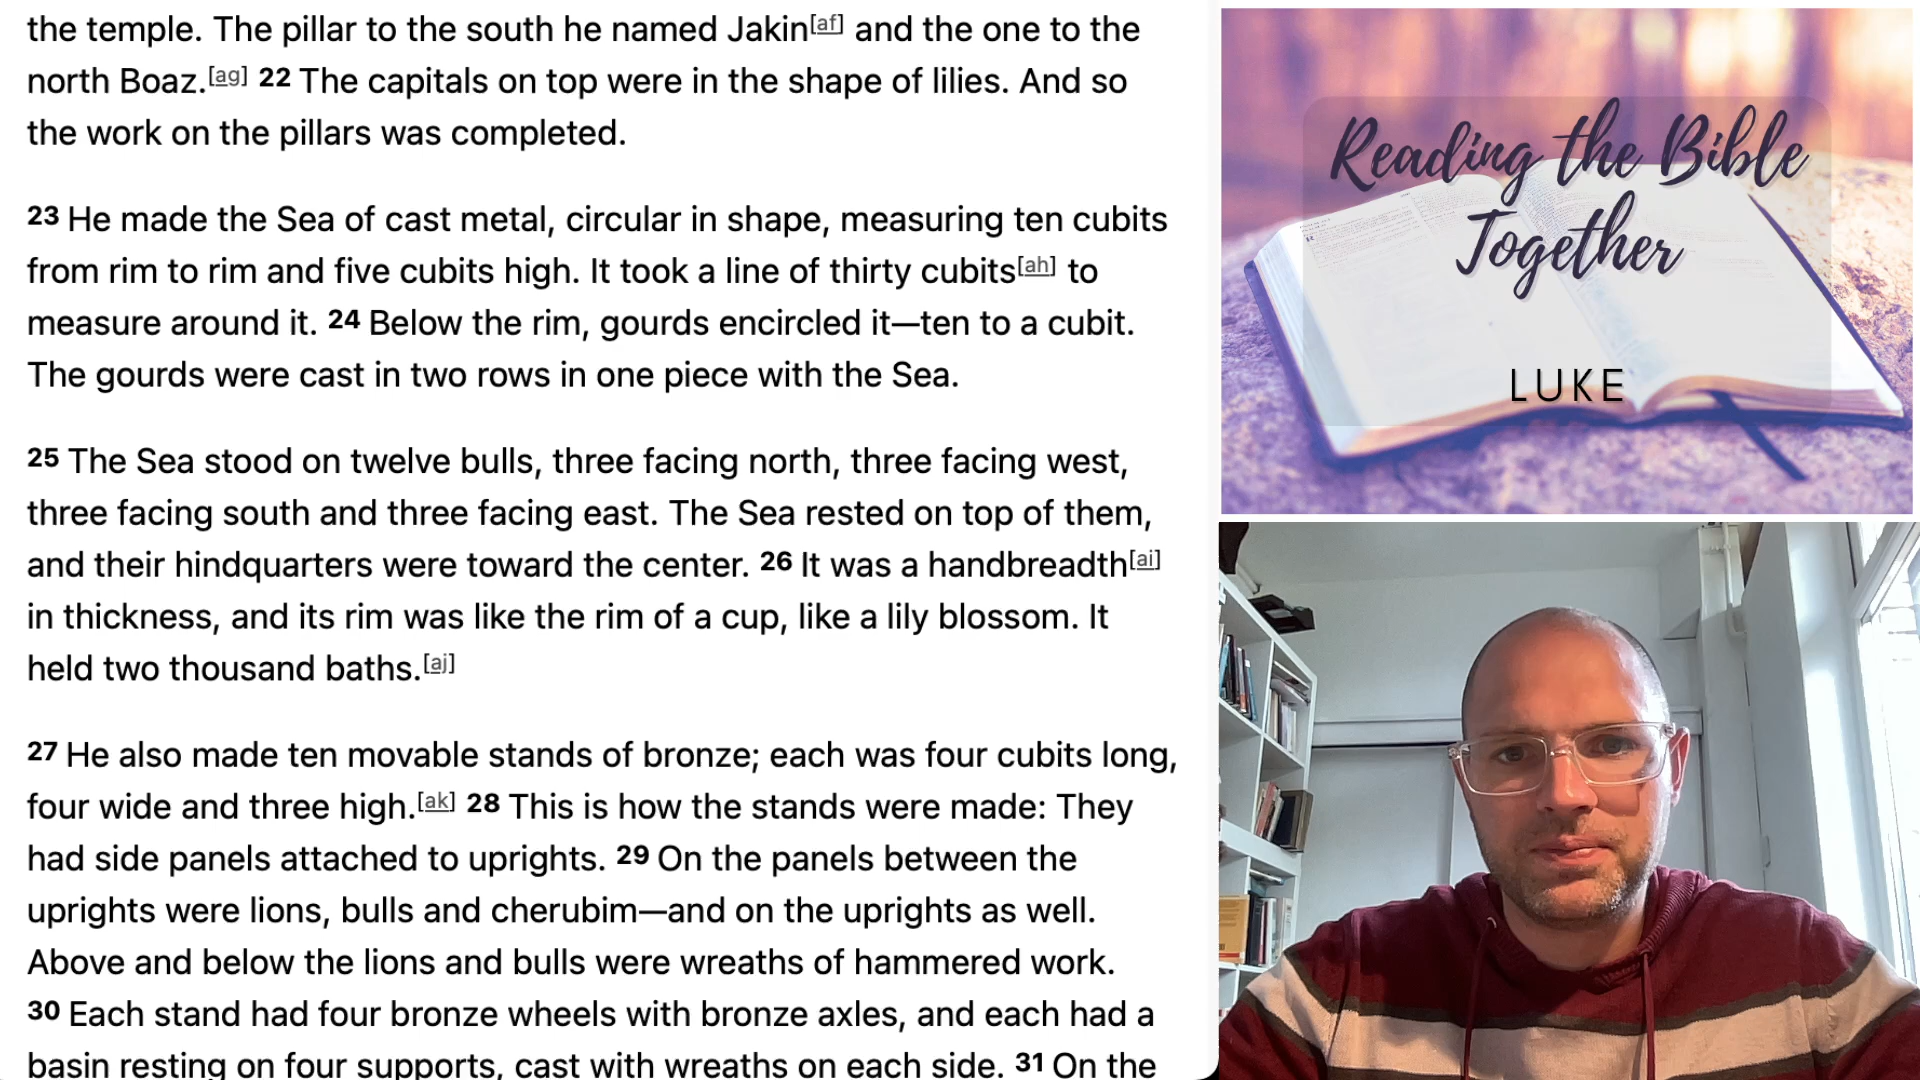 the temple. The pillar to the south he named Jakin[af] and the one to the
north Boaz.[ag] 22 The capitals on top were in the shape of lilies. And so
the work on the pillars was completed.
23 He made the Sea of cast metal, circular in shape, measuring ten cubits
from rim to rim and five cubits high. It took a line of thirty cubits[ah] to
measure around it. 24 Below the rim, gourds encircled it—ten to a cubit.
The gourds were cast in two rows in one piece with the Sea.
25 The Sea stood on twelve bulls, three facing north, three facing west,
three facing south and three facing east. The Sea rested on top of them,
and their hindquarters were toward the center. 26 It was a handbreadth[ai]
in thickness, and its rim was like the rim of a cup, like a lily blossom. It
held two thousand baths.[aj]
27 He also made ten movable stands of bronze; each was four cubits long,
four wide and three high.[ak] 28 This is how the stands were made: They
had side panels attached to uprights. 29 On the panels between the
uprights were lions, bulls and cherubim—and on the uprights as well.
Above and below the lions and bulls were wreaths of hammered work.
30 Each stand had four bronze wheels with bronze axles, and each had a
basin resting on four supports, cast with wreaths on each side. 31 On the
Reading the Bible
Together
LUKE